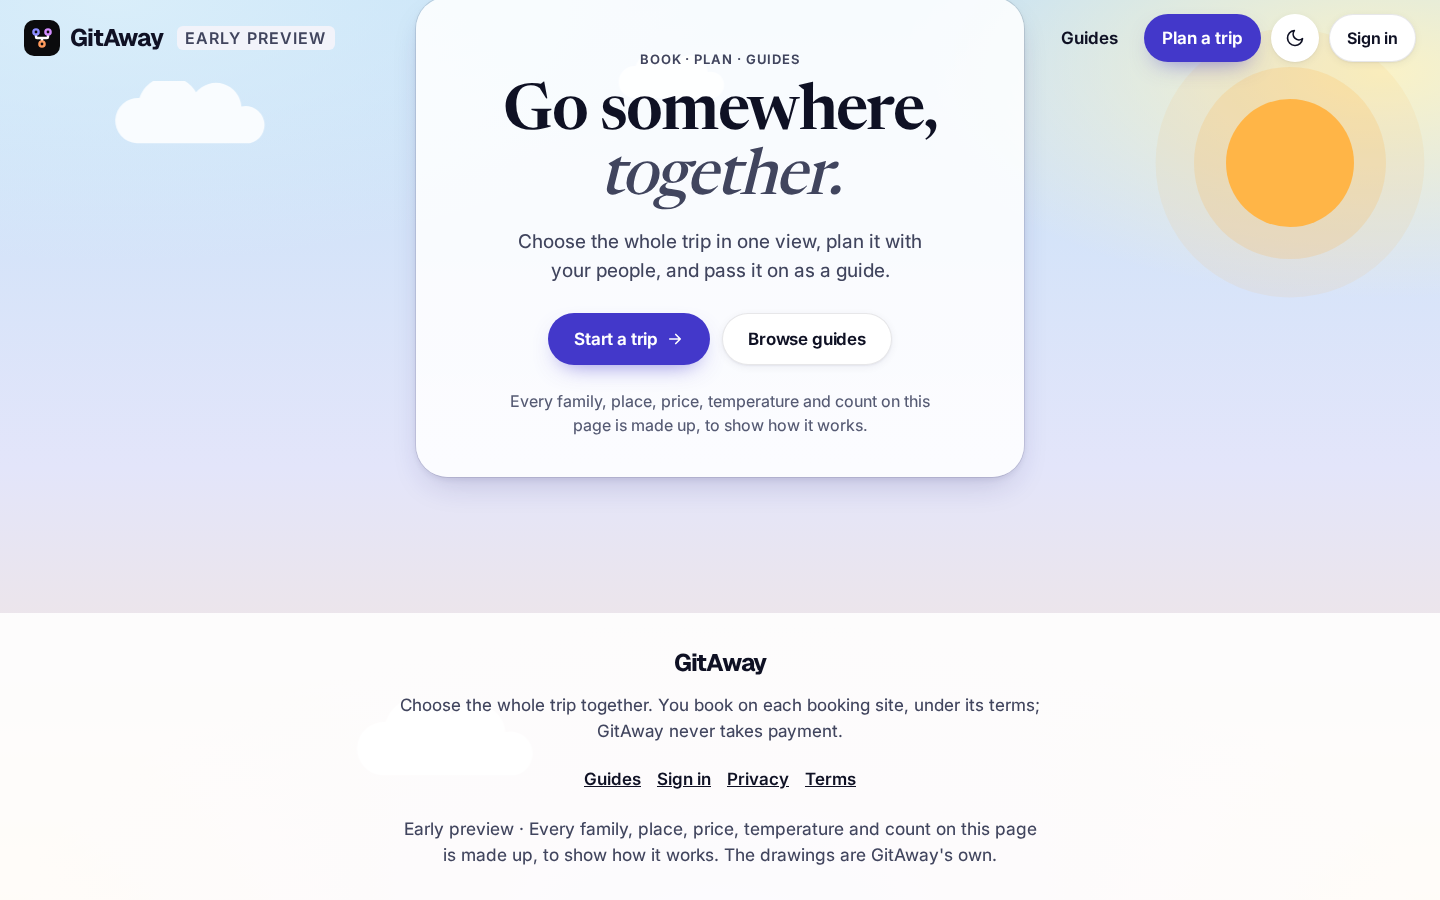 GitAway EARLY PREVIEW
Guides
Plan a trip
Sign in
BOOK · PLAN · GUIDES
Go somewhere,
together.
Choose the whole trip in one view, plan it with
your people, and pass it on as a guide.
Start a trip →
Browse guides
Every family, place, price, temperature and count on this
page is made up, to show how it works.
GitAway
Choose the whole trip together. You book on each booking site, under its terms;
GitAway never takes payment.
Guides Sign in Privacy Terms
Early preview · Every family, place, price, temperature and count on this page
is made up, to show how it works. The drawings are GitAway's own.